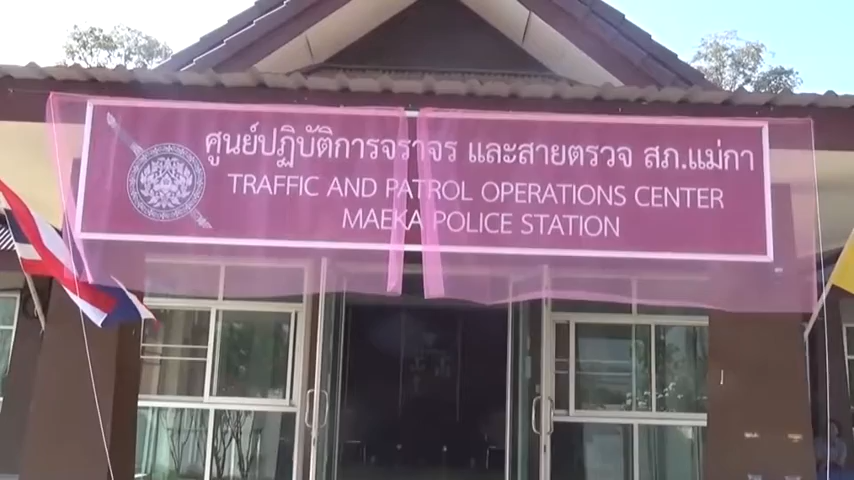 ศูนย์ปฏิบัติการจราจร และสายตรวจ สภ.แม่กา
TRAFFIC AND PATROL OPERATIONS CENTER
MAEKA POLICE STATION